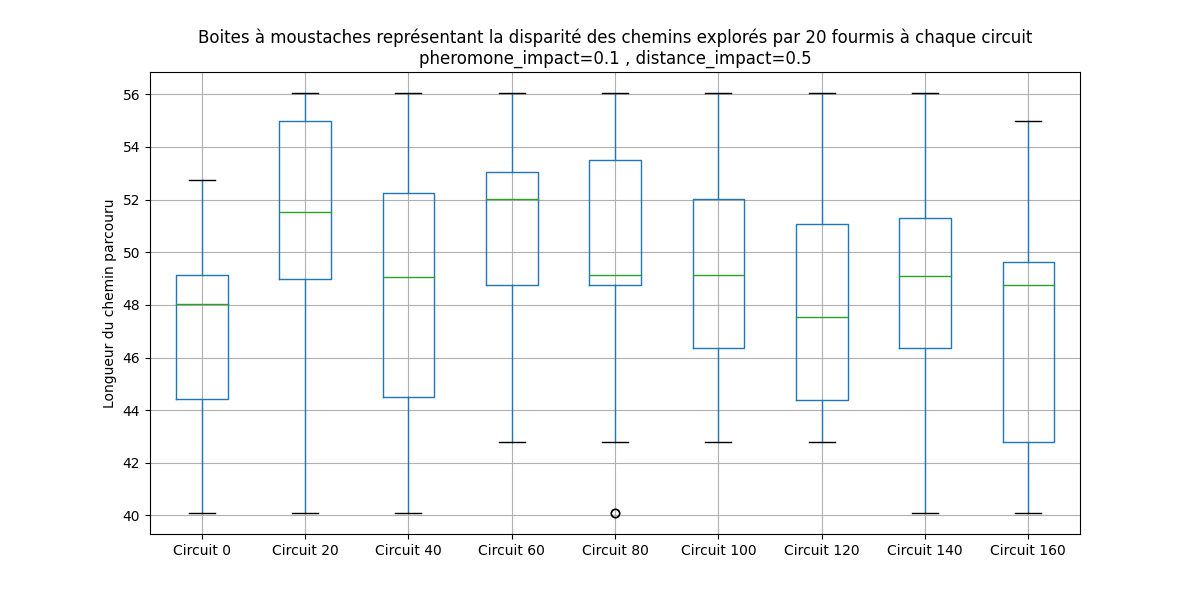 Boites à moustaches représentant la disparité des chemins explorés par 20 fourmis à chaque circuit
pheromone_impact=0.1 , distance_impact=0.5
Longueur du chemin parcouru
56
54
52
50
48
46
44
42
40
Circuit 0
Circuit 20
Circuit 40
Circuit 60
Circuit 80
Circuit 100
Circuit 120
Circuit 140
Circuit 160